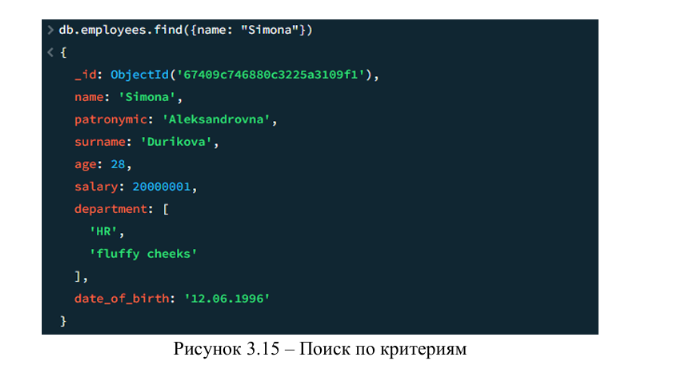 > db.employees.find({name: "Simona"})
< {
_id: ObjectId('67409c746880c3225a3109f1'),
name: 'Simona',
patronymic: 'Aleksandrovna',
surname: 'Durikova',
age: 28,
salary: 20000001,
department: [
'HR',
'fluffy cheeks'
],
date_of_birth: '12.06.1996'
}
Рисунок 3.15 – Поиск по критериям